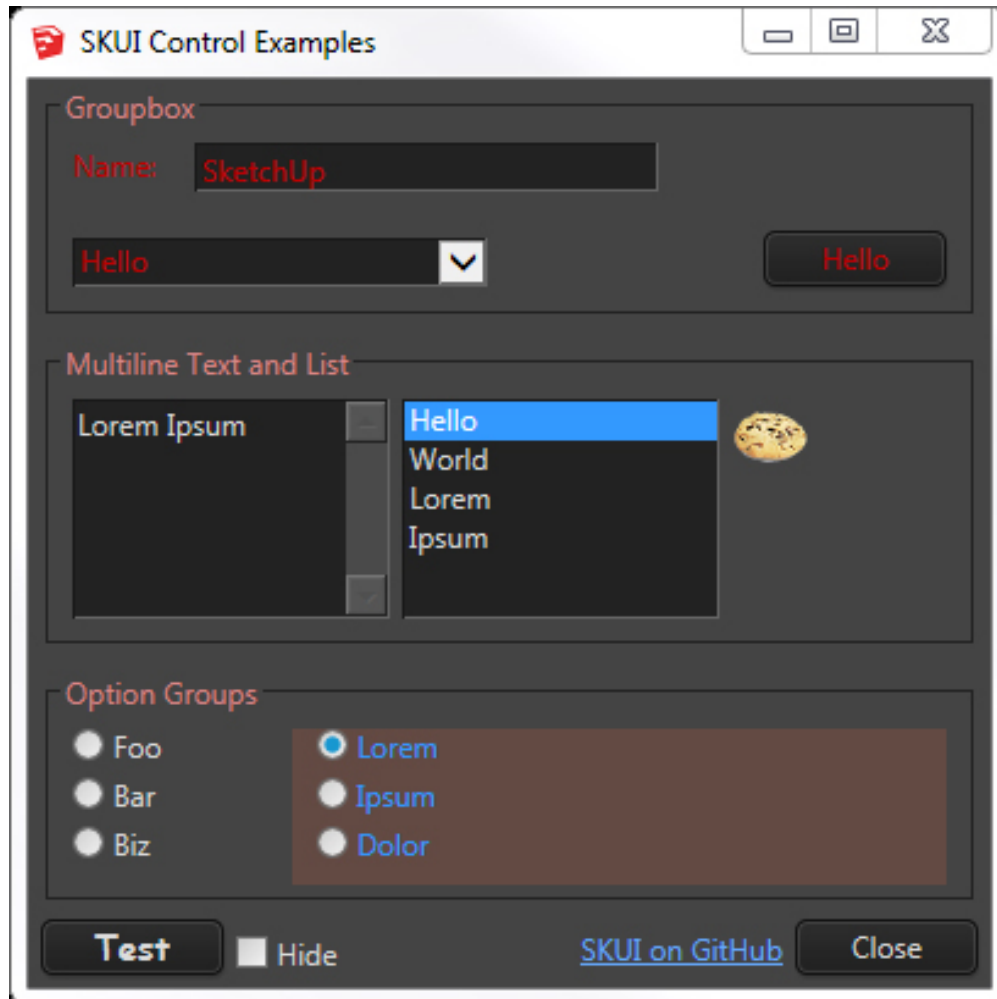 SKUI Control Examples
Groupbox
Name: SketchUp
Hello Hello
Multiline Text and List
Lorem Ipsum
Hello
World
Lorem
Ipsum
Option Groups
Foo
Bar
Biz
Lorem
Ipsum
Dolor
Test Hide SKUI on GitHub Close